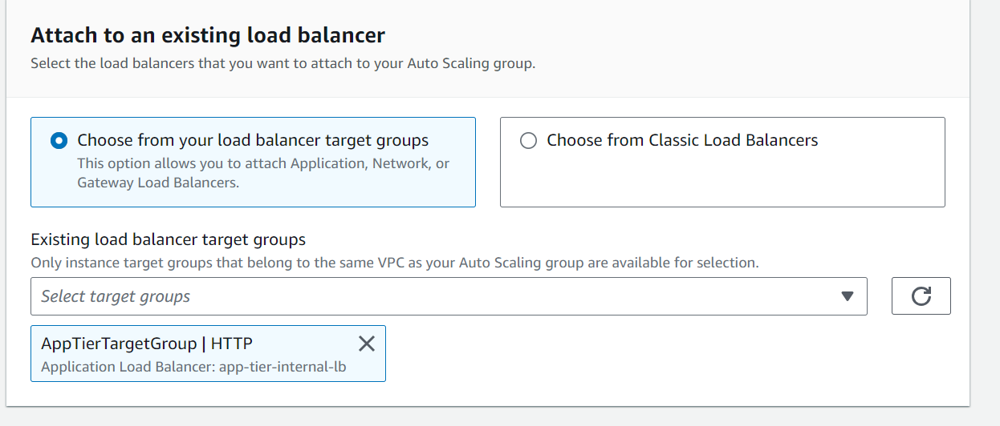 Attach to an existing load balancer
Select the load balancers that you want to attach to your Auto Scaling group.
Choose from your load balancer target groups
This option allows you to attach Application, Network, or
Gateway Load Balancers.
Choose from Classic Load Balancers
Existing load balancer target groups
Only instance target groups that belong to the same VPC as your Auto Scaling group are available for selection.
Select target groups
AppTierTargetGroup | HTTP
Application Load Balancer: app-tier-internal-lb